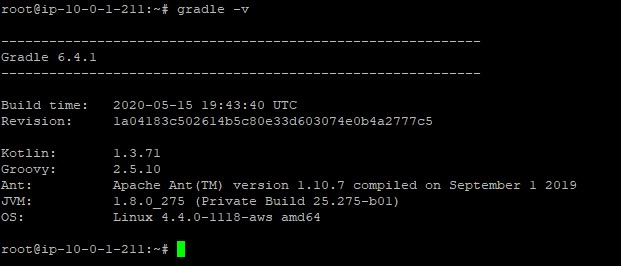 root@ip-10-0-1-211:~# gradle -v
------------------------------------------------------------
Gradle 6.4.1
------------------------------------------------------------
Build time:   2020-05-15 19:43:40 UTC
Revision:     1a04183c502614b5c80e33d603074e0b4a2777c5
Kotlin:       1.3.71
Groovy:       2.5.10
Ant:          Apache Ant(TM) version 1.10.7 compiled on September 1 2019
JVM:          1.8.0_275 (Private Build 25.275-b01)
OS:           Linux 4.4.0-1118-aws amd64
root@ip-10-0-1-211:~#